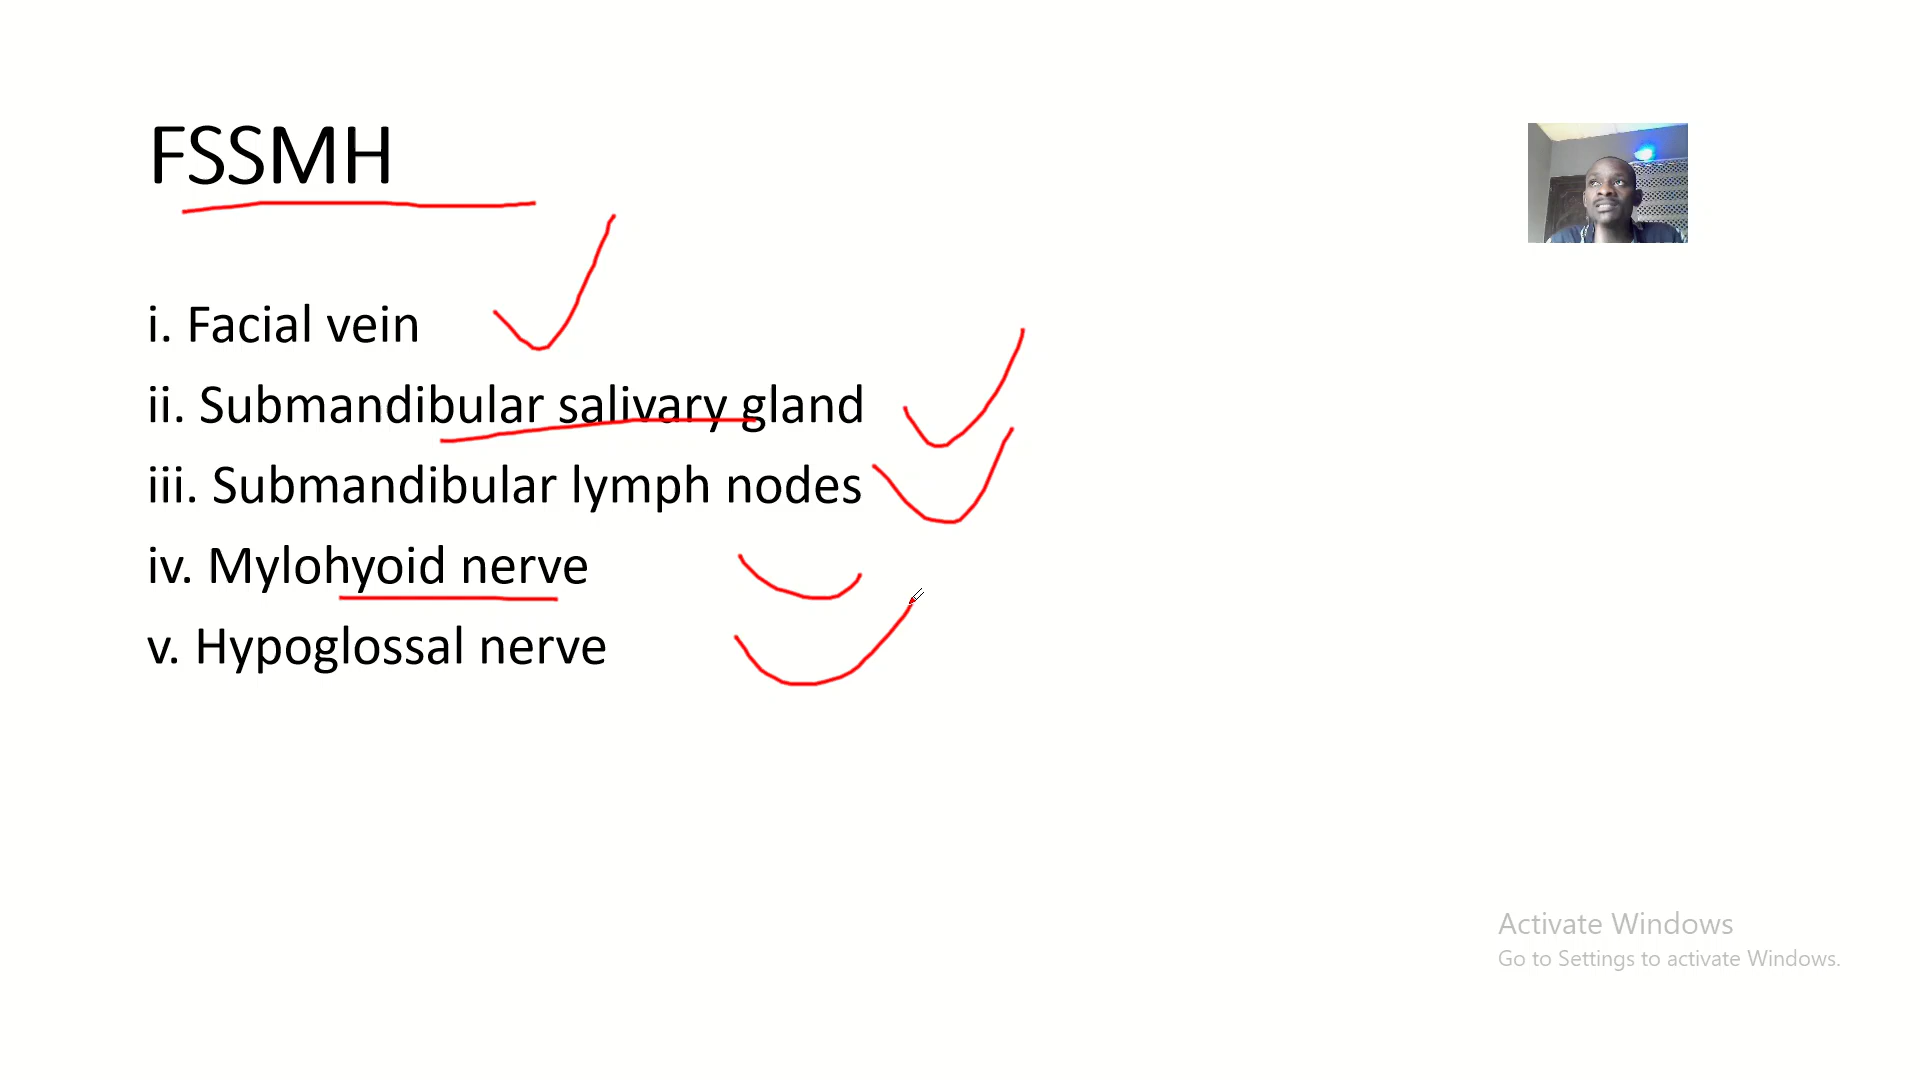 FSSMH
i. Facial vein
ii. Submandibular salivary gland
iii. Submandibular lymph nodes
iv. Mylohyoid nerve
v. Hypoglossal nerve
Activate Windows
Go to Settings to activate Windows.